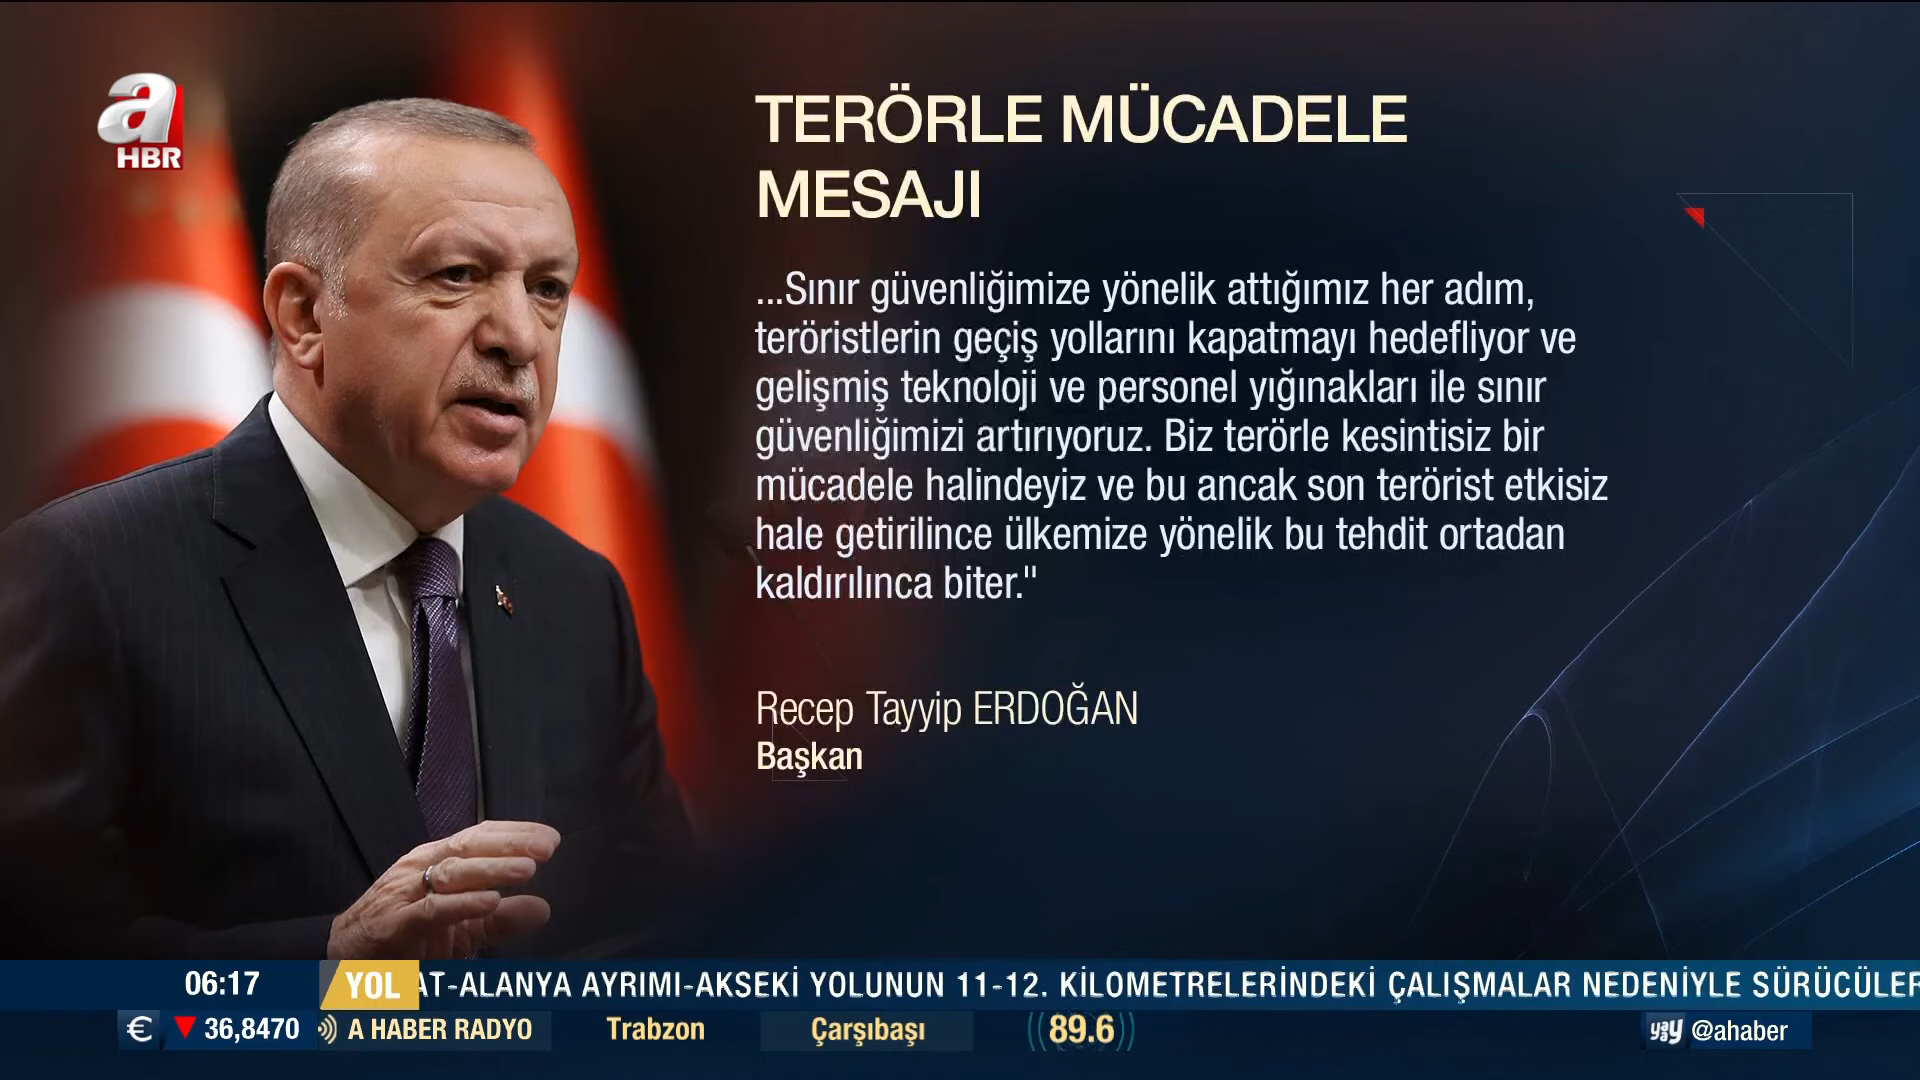 a
HBR
TERÖRLE MÜCADELE
MESAJI
...Sınır güvenliğimize yönelik attığımız her adım,
teröristlerin geçiş yollarını kapatmayı hedefliyor ve
gelişmiş teknoloji ve personel yığınakları ile sınır
güvenliğimizi artırıyoruz. Biz terörle kesintisiz bir
mücadele halindeyiz ve bu ancak son terörist etkisiz
hale getirilince ülkemize yönelik bu tehdit ortadan
kaldırılınca biter."
Recep Tayyip ERDOĞAN
Başkan
06:17 YOL AT-ALANYA AYRIMI-AKSEKİ YOLUNUN 11-12. KİLOMETRELERİNDEKİ ÇALIŞMALAR NEDENİYLE SÜRÜCÜLER
€ 36,8470 A HABER RADYO Trabzon Çarşıbaşı 89.6 yaay @ahaber